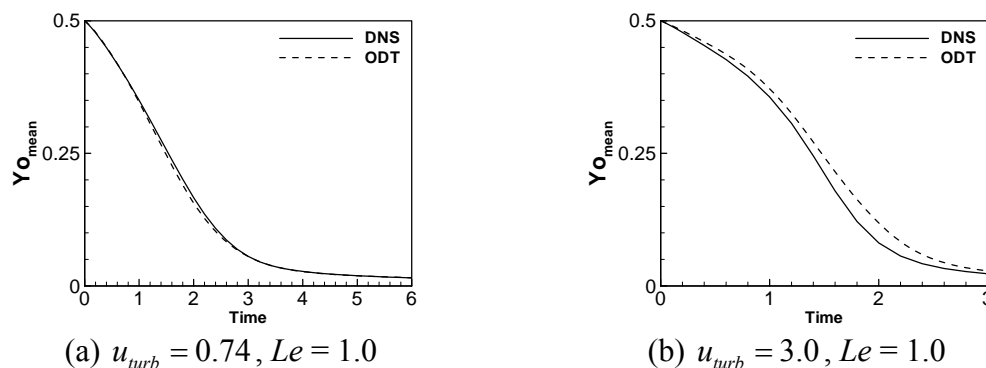 0.5
DNS
ODT
Yo_mean
0.25
0
0 1 2 3 4 5 6
Time
(a) u_turb = 0.74 , Le = 1.0
0.5
DNS
ODT
Yo_mean
0.25
0
0 1 2 3
Time
(b) u_turb = 3.0 , Le = 1.0